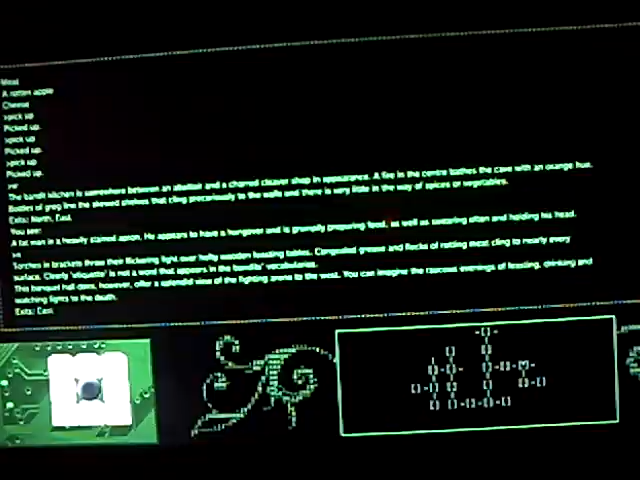 Meat
A rotten apple
Cheese
>pick up
Picked up.
>pick up
Picked up.
>pick up
Picked up.
>w
The bandit kitchen is somewhere between an abattoir and a charred cleaver shop in appearance. A fire in the centre bathes the cave with an orange hue.
Bottles of grog line the skewed shelves that cling precariously to the walls and there is very little in the way of spices or vegetables.
Exits: North, East
You see:
A fat man in a heavily stained apron. He appears to have a hangover and is grumpily preparing food, as well as swearing often and holding his head.
Torches in brackets throw their flickering light over hefty wooden feasting tables. Congealed grease and flecks of rotting meat cling to nearly every
surface. Clearly 'etiquette' is not a word that appears in the bandits' vocabularies.
This banquet hall does, however, offer a splendid view of the fighting arena to the west. You can imagine the raucous evenings of feasting, drinking and
watching fights to the death.
Exits: East